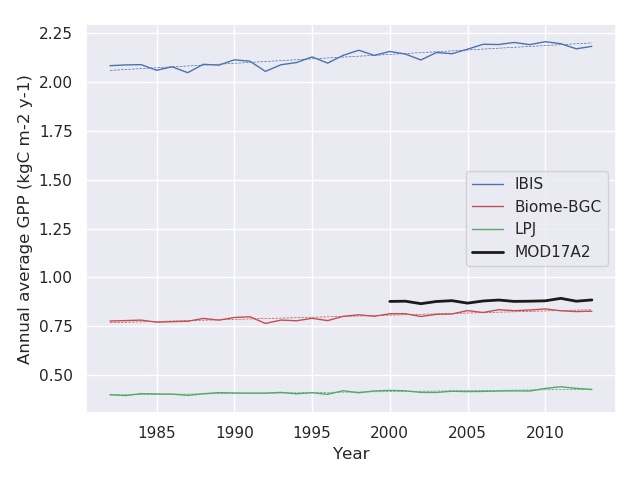 2.25
2.00
1.75
1.50
1.25
1.00
0.75
0.50
Annual average GPP (kgC m-2 y-1)
IBIS
Biome-BGC
LPJ
MOD17A2
1985 1990 1995 2000 2005 2010
Year